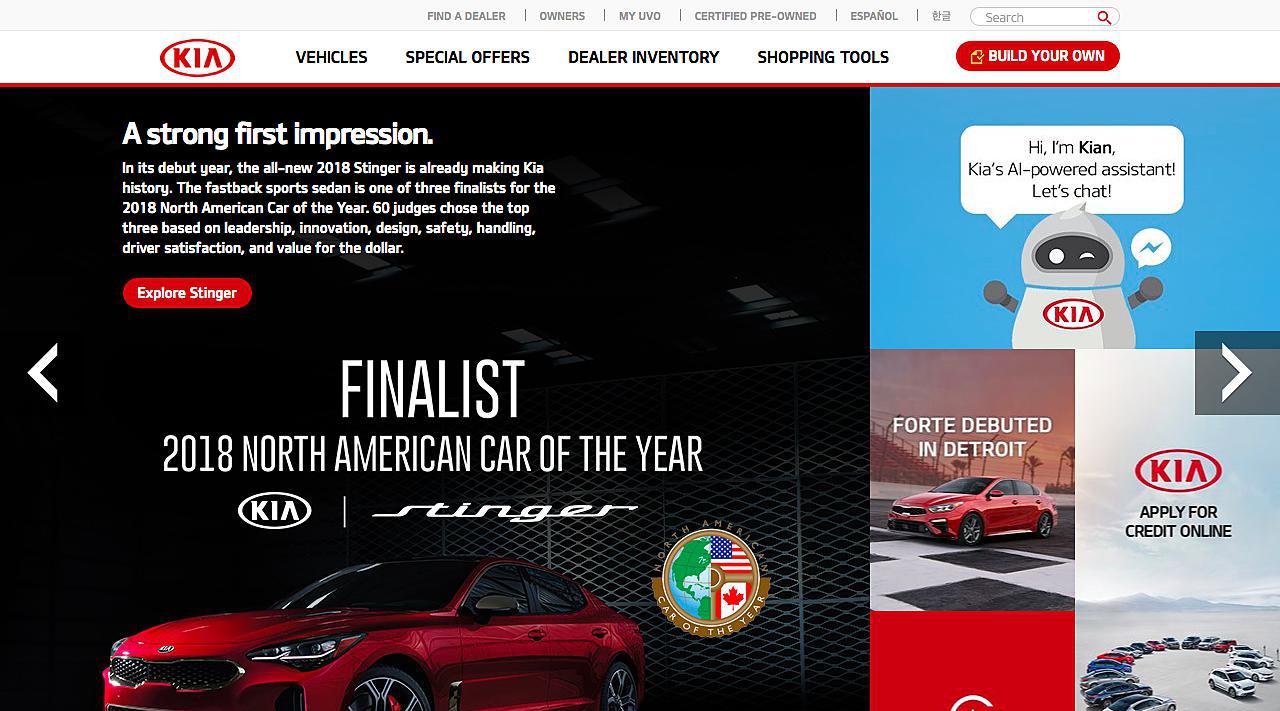 FIND A DEALER
OWNERS
MY UVO
CERTIFIED PRE-OWNED
ESPAÑOL
한글
Search
KIA
VEHICLES
SPECIAL OFFERS
DEALER INVENTORY
SHOPPING TOOLS
BUILD YOUR OWN
A strong first impression.
In its debut year, the all-new 2018 Stinger is already making Kia
history. The fastback sports sedan is one of three finalists for the
2018 North American Car of the Year. 60 judges chose the top
three based on leadership, innovation, design, safety, handling,
driver satisfaction, and value for the dollar.
Explore Stinger
FINALIST
2018 NORTH AMERICAN CAR OF THE YEAR
KIA
stinger
NORTH AMERICA
CAR OF THE YEAR
KIA
Hi, I'm Kian,
Kia's AI-powered assistant!
Let's chat!
KIA
FORTE DEBUTED
IN DETROIT
KIA
APPLY FOR
CREDIT ONLINE